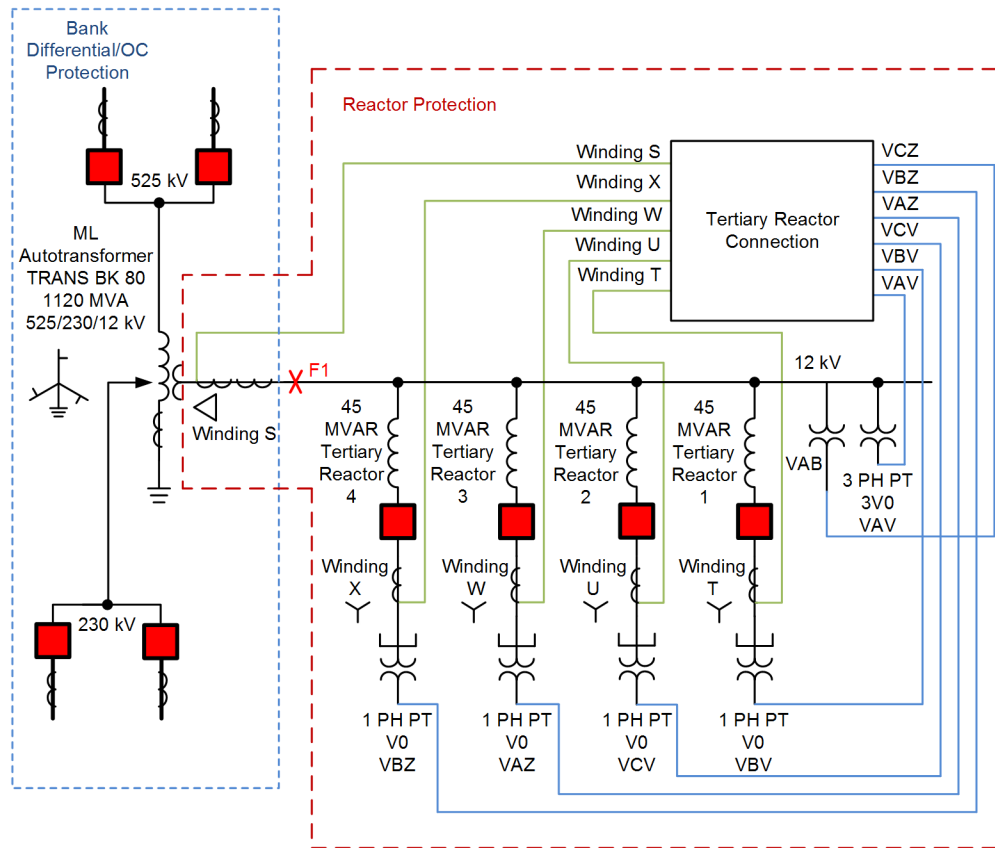 Bank
Differential/OC
Protection
Reactor Protection
525 kV
ML
Autotransformer
TRANS BK 80
1120 MVA
525/230/12 kV
Winding S
230 kV
Winding S
Winding X
Winding W
Winding U
Winding T
Tertiary Reactor
Connection
VCZ
VBZ
VAZ
VCV
VBV
VAV
F1
12 kV
45
MVAR
Tertiary
Reactor
4
45
MVAR
Tertiary
Reactor
3
45
MVAR
Tertiary
Reactor
2
45
MVAR
Tertiary
Reactor
1
VAB
3 PH PT
3V0
VAV
Winding
X
Winding
W
Winding
U
Winding
T
1 PH PT
V0
VBZ
1 PH PT
V0
VAZ
1 PH PT
V0
VCV
1 PH PT
V0
VBV